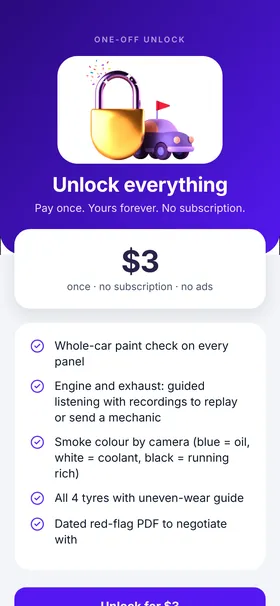 ONE-OFF UNLOCK
Unlock everything
Pay once. Yours forever. No subscription.
$3
once · no subscription · no ads
Whole-car paint check on every
panel
Engine and exhaust: guided
listening with recordings to replay
or send a mechanic
Smoke colour by camera (blue = oil,
white = coolant, black = running
rich)
All 4 tyres with uneven-wear guide
Dated red-flag PDF to negotiate
with
Unlock for $3